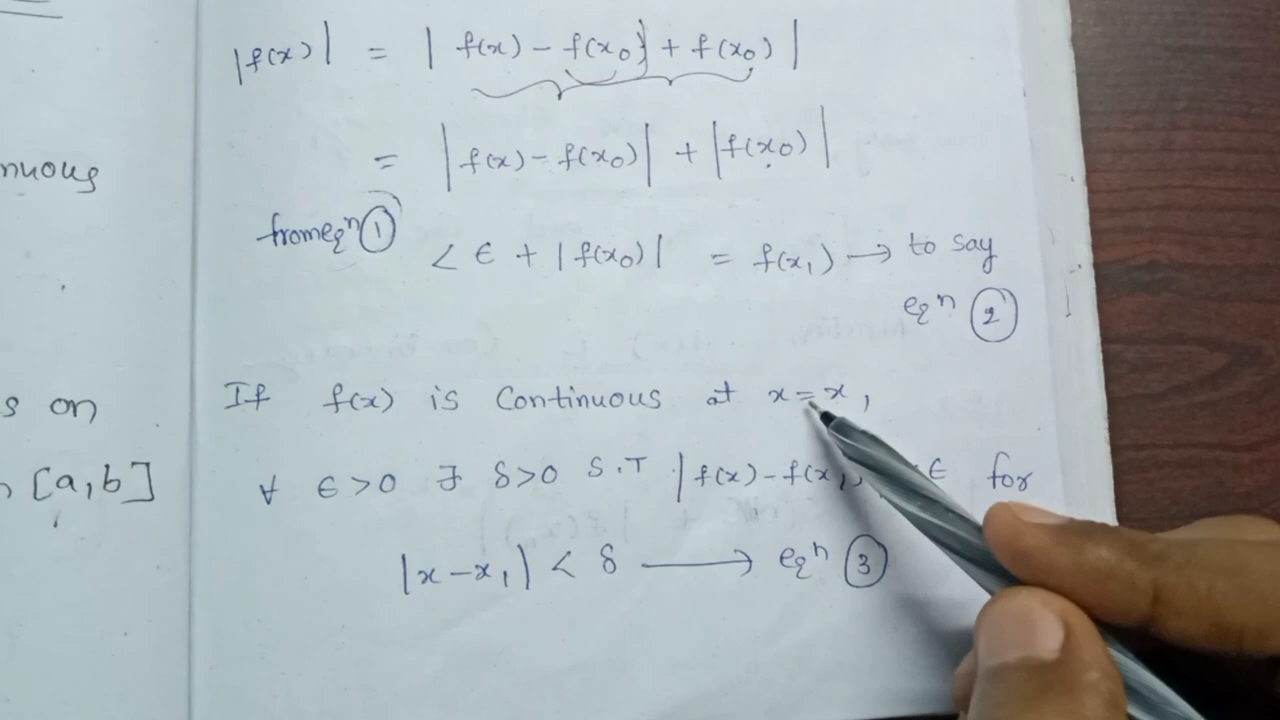 |f(x)| = | f(x) - f(x₀)} + f(x₀) |
= | f(x) - f(x₀)| + |f(x₀) |
from eqⁿ ①
< ϵ + |f(x₀)| = f(x₁) → to say
eqⁿ ②
If f(x) is Continuous at x = x₁
∀ ϵ > 0 ∃ δ > 0 S.T |f(x) - f(x₁ ϵ for
|x - x₁| < δ → eqⁿ ③
nuous
s on
[a,b]